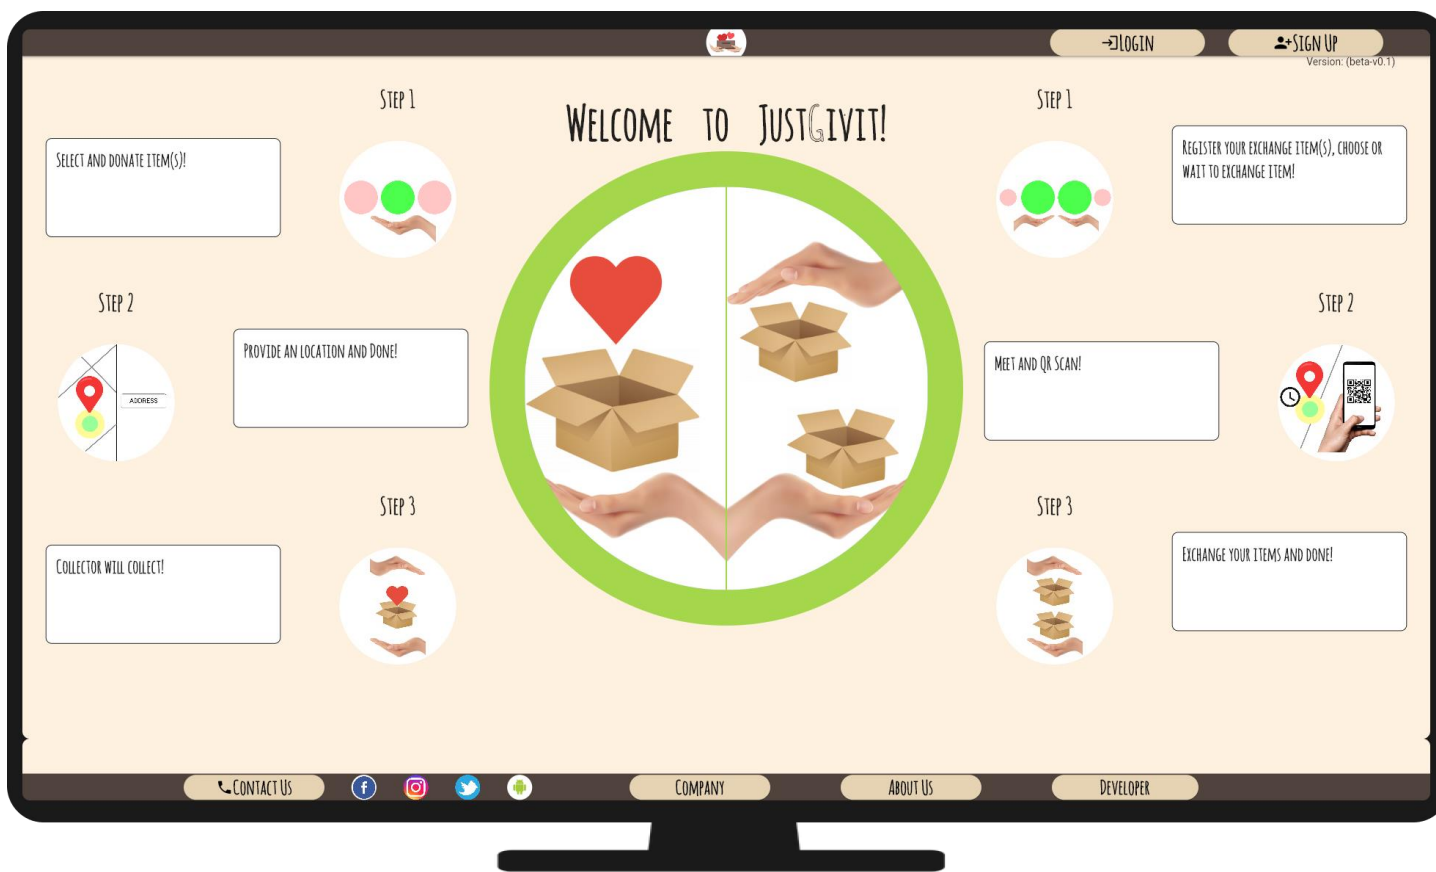 LOGIN
SIGN UP
Version: (beta-v0.1)
WELCOME TO JUSTGIVIT!
STEP 1
SELECT AND DONATE ITEM(S)!
STEP 2
ADDRESS
PROVIDE AN LOCATION AND DONE!
STEP 3
COLLECTOR WILL COLLECT!
STEP 1
REGISTER YOUR EXCHANGE ITEM(S), CHOOSE OR
WAIT TO EXCHANGE ITEM!
STEP 2
MEET AND QR SCAN!
STEP 3
EXCHANGE YOUR ITEMS AND DONE!
CONTACT US
COMPANY
ABOUT US
DEVELOPER